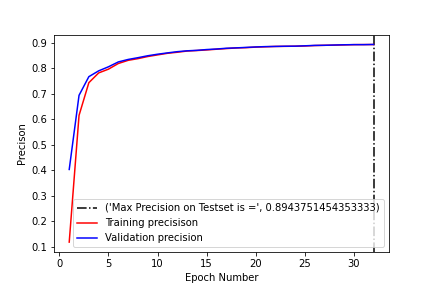 0.9
0.8
0.7
0.6
0.5
0.4
0.3
0.2
0.1
Precison
('Max Precision on Testset is =', 0.8943751454353333)
Training precisison
Validation precision
0 5 10 15 20 25 30
Epoch Number